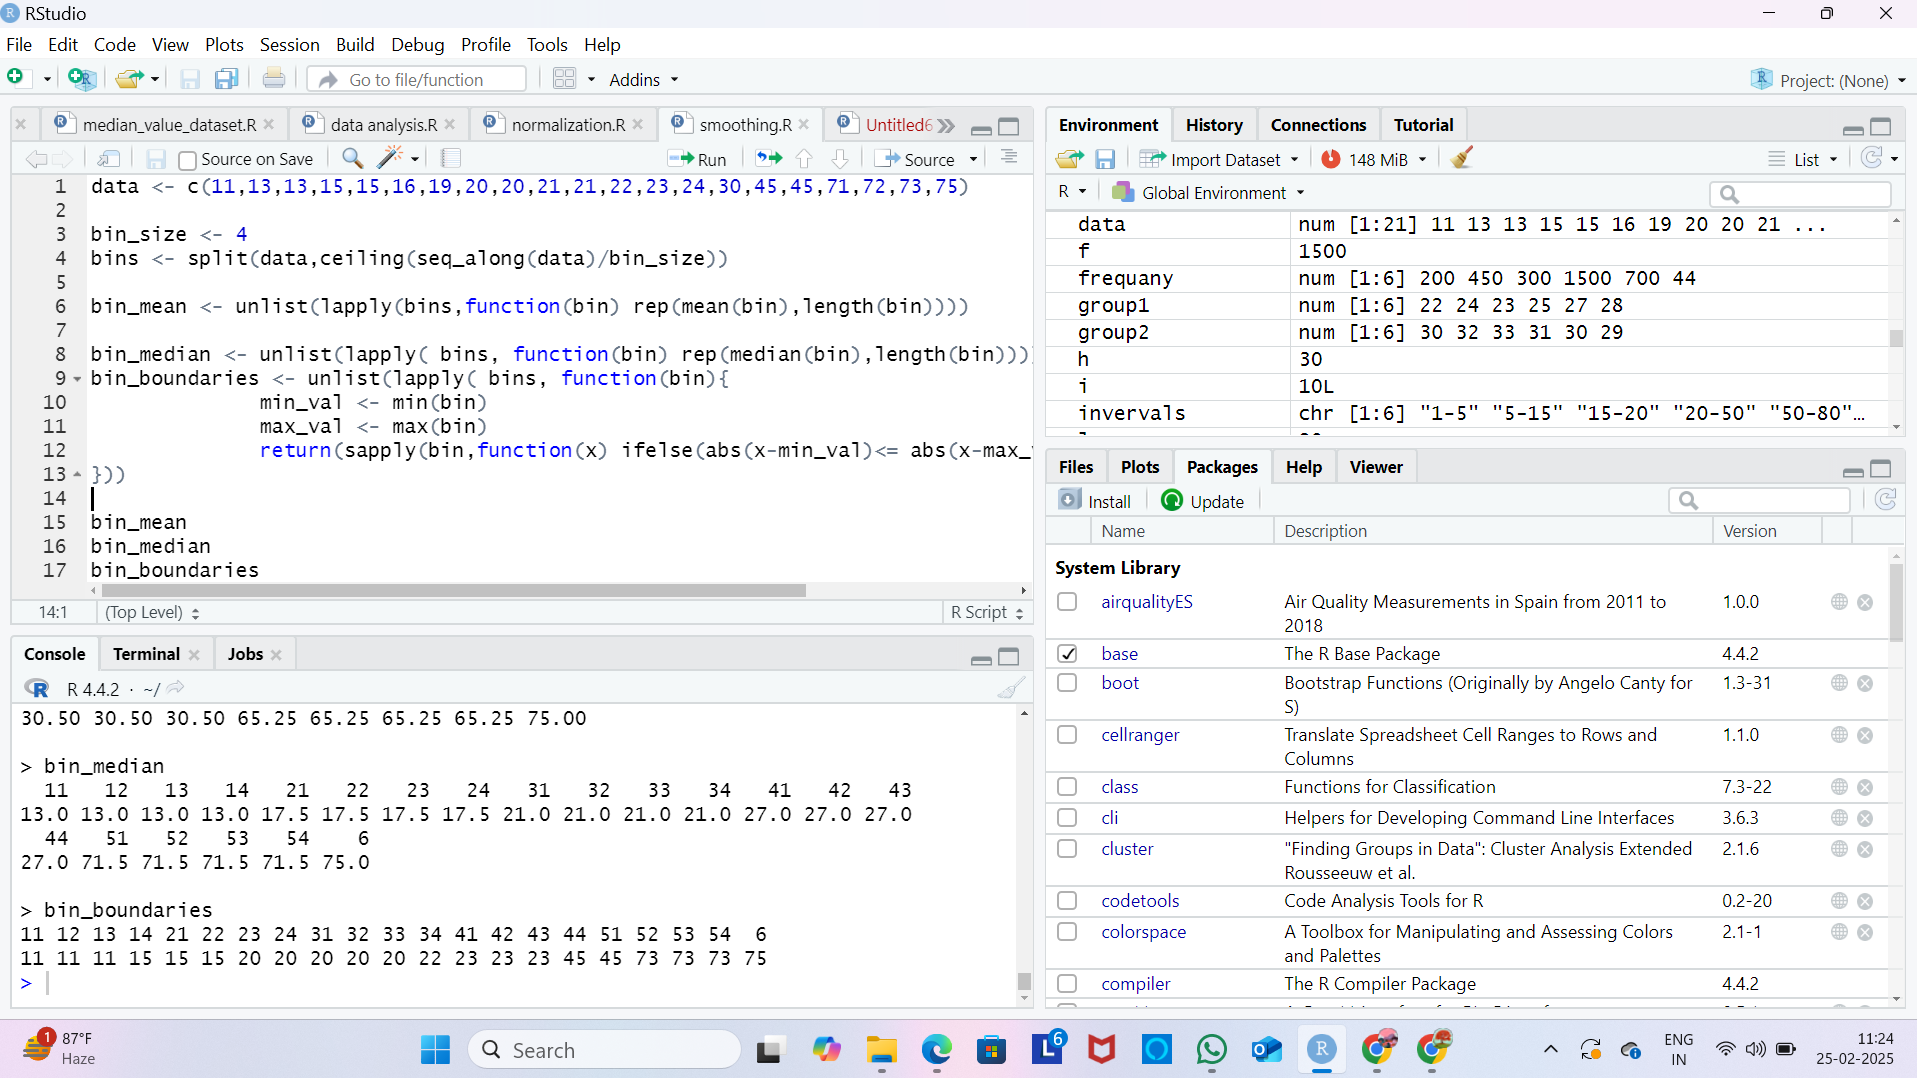 RStudio
File Edit Code View Plots Session Build Debug Profile Tools Help
Go to file/function Addins Project: (None)
median_value_dataset.R data analysis.R normalization.R smoothing.R Untitled6
Source on Save Run Source
1 data <- c(11,13,13,15,15,16,19,20,20,21,21,22,23,24,30,45,45,71,72,73,75)
2
3 bin_size <- 4
4 bins <- split(data,ceiling(seq_along(data)/bin_size))
5
6 bin_mean <- unlist(lapply(bins,function(bin) rep(mean(bin),length(bin))))
7
8 bin_median <- unlist(lapply( bins, function(bin) rep(median(bin),length(bin))))
9 bin_boundaries <- unlist(lapply( bins, function(bin){
10 min_val <- min(bin)
11 max_val <- max(bin)
12 return(sapply(bin,function(x) ifelse(abs(x-min_val)<= abs(x-max_
13 }))
14
15 bin_mean
16 bin_median
17 bin_boundaries
14:1 (Top Level) R Script
Console Terminal Jobs
R 4.4.2 · ~/
30.50 30.50 30.50 65.25 65.25 65.25 65.25 75.00
> bin_median
11 12 13 14 21 22 23 24 31 32 33 34 41 42 43
13.0 13.0 13.0 13.0 17.5 17.5 17.5 17.5 21.0 21.0 21.0 21.0 27.0 27.0 27.0
44 51 52 53 54 6
27.0 71.5 71.5 71.5 71.5 75.0
> bin_boundaries
11 12 13 14 21 22 23 24 31 32 33 34 41 42 43 44 51 52 53 54 6
11 11 11 15 15 15 20 20 20 20 20 22 23 23 23 45 45 73 73 73 75
>
Environment History Connections Tutorial
Import Dataset 148 MiB List
R Global Environment
data num [1:21] 11 13 13 15 15 16 19 20 20 21 ...
f 1500
frequany num [1:6] 200 450 300 1500 700 44
group1 num [1:6] 22 24 23 25 27 28
group2 num [1:6] 30 32 33 31 30 29
h 30
i 10L
invervals chr [1:6] "1-5" "5-15" "15-20" "20-50" "50-80"…
Files Plots Packages Help Viewer
Install Update
Name Description Version
System Library
airqualityES Air Quality Measurements in Spain from 2011 to 1.0.0
2018
base The R Base Package 4.4.2
boot Bootstrap Functions (Originally by Angelo Canty for 1.3-31
S)
cellranger Translate Spreadsheet Cell Ranges to Rows and 1.1.0
Columns
class Functions for Classification 7.3-22
cli Helpers for Developing Command Line Interfaces 3.6.3
cluster "Finding Groups in Data": Cluster Analysis Extended 2.1.6
Rousseeuw et al.
codetools Code Analysis Tools for R 0.2-20
colorspace A Toolbox for Manipulating and Assessing Colors 2.1-1
and Palettes
compiler The R Compiler Package 4.4.2
1 87°F
Haze
Search
6
ENG
IN
11:24
25-02-2025